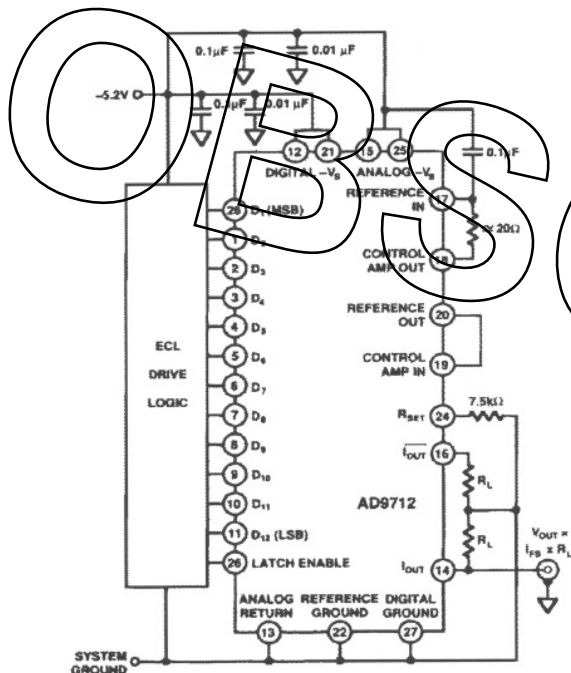 OBSO
0.1µF
0.01 µF
–5.2V
0.01 µF
12
21
15
25
0.1µF
DIGITAL –VS
ANALOG –VS
REFERENCE
IN
17
≈ 20Ω
CONTROL
AMP OUT
18
REFERENCE
OUT
20
CONTROL
AMP IN
19
RSET
24
7.5kΩ
IOUT
16
RL
AD9712
RL
VOUT =
IFS x RL
IOUT
14
ECL
DRIVE
LOGIC
D1 (MSB)
1
D2
2
D3
3
D4
4
D5
5
D6
6
D7
7
D8
8
D9
9
D10
10
D11
11
D12 (LSB)
26
LATCH ENABLE
ANALOG
RETURN
REFERENCE
GROUND
DIGITAL
GROUND
13
22
27
SYSTEM
GROUND